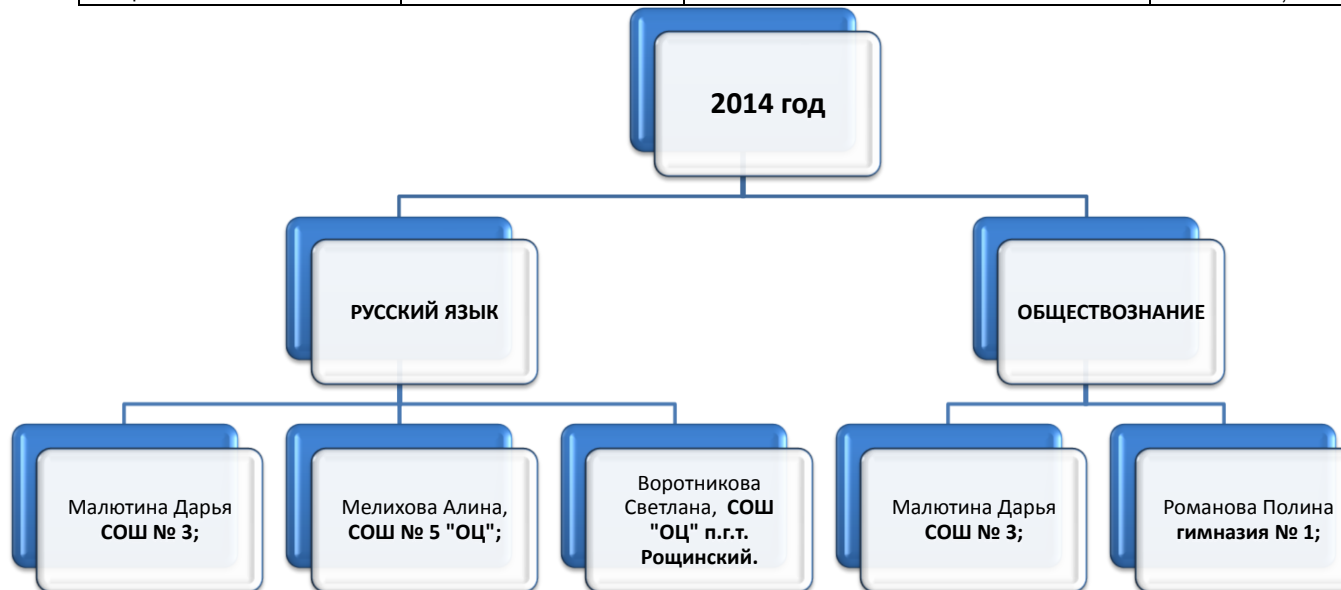 2014 год
РУССКИЙ ЯЗЫК
ОБЩЕСТВОЗНАНИЕ
Малютина Дарья
СОШ № 3;
Мелихова Алина,
СОШ № 5 "ОЦ";
Воротникова
Светлана, СОШ
"ОЦ" п.г.т.
Рощинский.
Малютина Дарья
СОШ № 3;
Романова Полина
гимназия № 1;